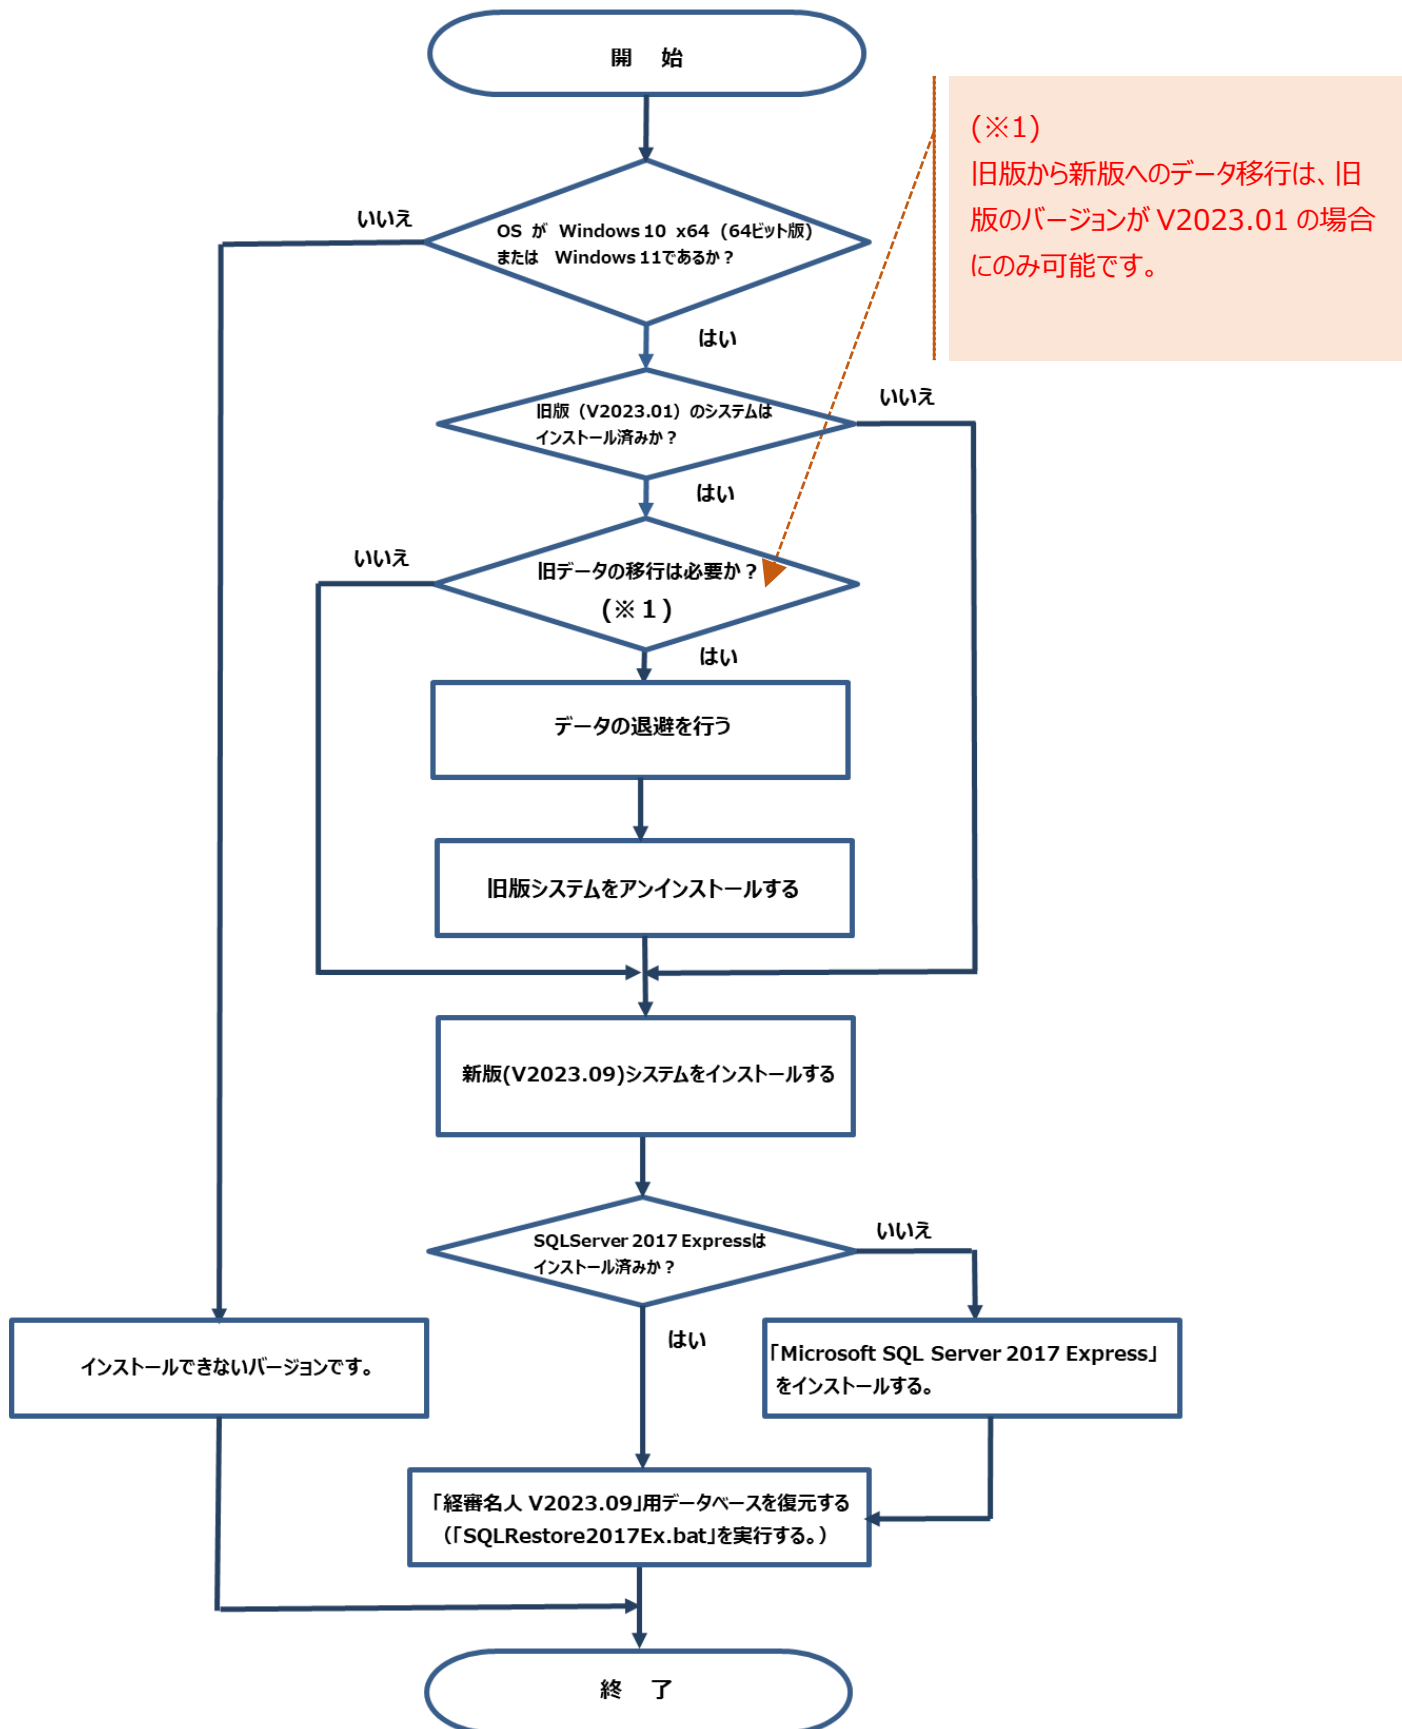 開　始
(※1)
旧版から新版へのデータ移行は、旧
版のバージョンが V2023.01 の場合
にのみ可能です。
いいえ
OS が Windows 10 x64 (64ビット版)
または Windows 11であるか？
はい
いいえ
旧版（V2023.01）のシステムは
インストール済みか？
はい
いいえ
旧データの移行は必要か？
(※１)
はい
データの退避を行う
旧版システムをアンインストールする
新版(V2023.09)システムをインストールする
いいえ
SQLServer 2017 Expressは
インストール済みか？
はい
インストールできないバージョンです。
「Microsoft SQL Server 2017 Express」
をインストールする。
「経審名人 V2023.09」用データベースを復元する
（「SQLRestore2017Ex.bat」を実行する。）
終　了